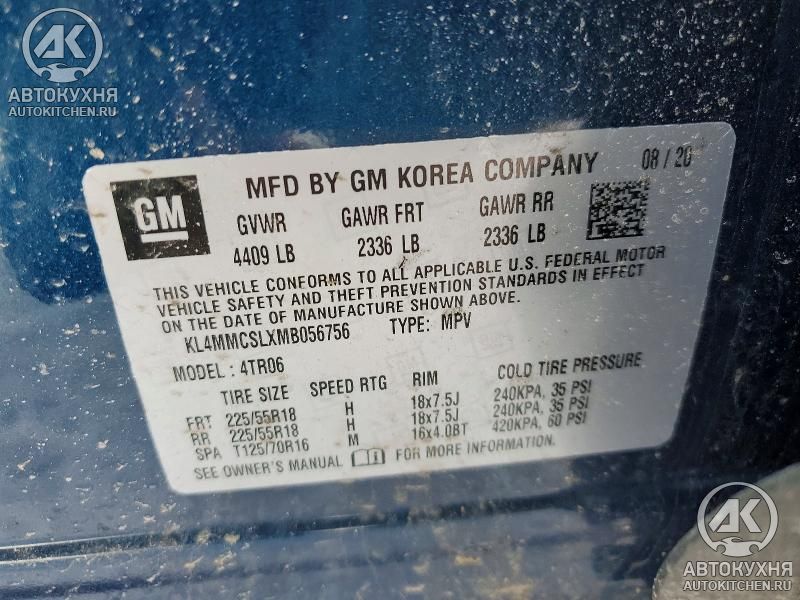 AK
АВТОКУХНЯ
AUTOKITCHEN.RU
GM
MFD BY GM KOREA COMPANY 08 / 20
GVWR GAWR FRT GAWR RR
4409 LB 2336 LB 2336 LB
THIS VEHICLE CONFORMS TO ALL APPLICABLE U.S. FEDERAL MOTOR
VEHICLE SAFETY AND THEFT PREVENTION STANDARDS IN EFFECT
ON THE DATE OF MANUFACTURE SHOWN ABOVE.
KL4MMCSLXMB056756 TYPE: MPV
MODEL : 4TR06
TIRE SIZE SPEED RTG RIM COLD TIRE PRESSURE
FRT 225/55R18 H 18x7.5J 240KPA, 35 PSI
RR 225/55R18 H 18x7.5J 240KPA, 35 PSI
SPA T125/70R16 M 16x4.0BT 420KPA, 60 PSI
SEE OWNER'S MANUAL FOR MORE INFORMATION.
AK
АВТОКУХНЯ
AUTOKITCHEN.RU